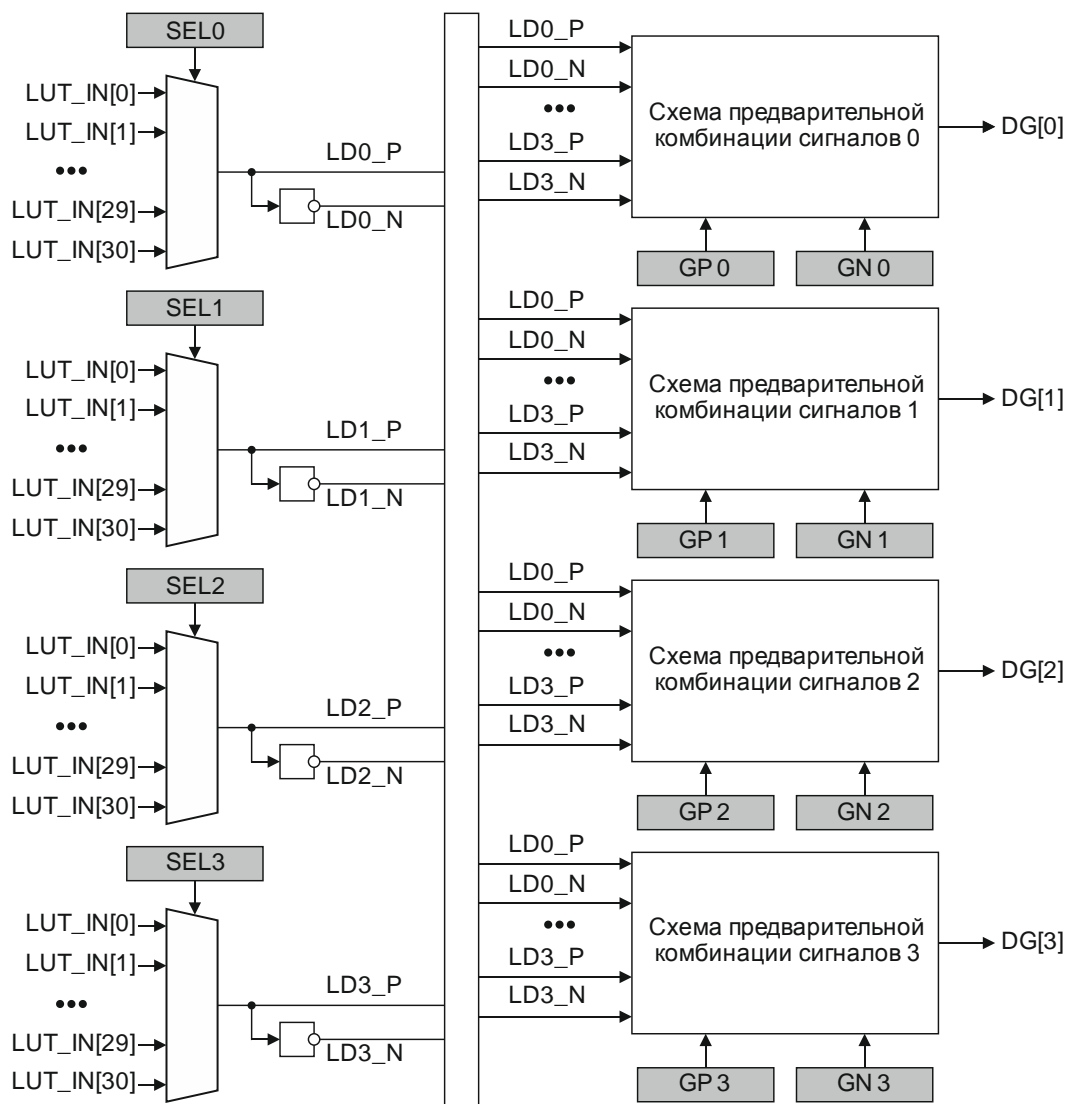 SEL0
LUT_IN[0]
LUT_IN[1]
•••
LUT_IN[29]
LUT_IN[30]
LD0_P
LD0_N
SEL1
LUT_IN[0]
LUT_IN[1]
•••
LUT_IN[29]
LUT_IN[30]
LD1_P
LD1_N
SEL2
LUT_IN[0]
LUT_IN[1]
•••
LUT_IN[29]
LUT_IN[30]
LD2_P
LD2_N
SEL3
LUT_IN[0]
LUT_IN[1]
•••
LUT_IN[29]
LUT_IN[30]
LD3_P
LD3_N
LD0_P
LD0_N
•••
LD3_P
LD3_N
Схема предварительной
комбинации сигналов 0
DG[0]
GP 0
GN 0
LD0_P
LD0_N
•••
LD3_P
LD3_N
Схема предварительной
комбинации сигналов 1
DG[1]
GP 1
GN 1
LD0_P
LD0_N
•••
LD3_P
LD3_N
Схема предварительной
комбинации сигналов 2
DG[2]
GP 2
GN 2
LD0_P
LD0_N
•••
LD3_P
LD3_N
Схема предварительной
комбинации сигналов 3
DG[3]
GP 3
GN 3